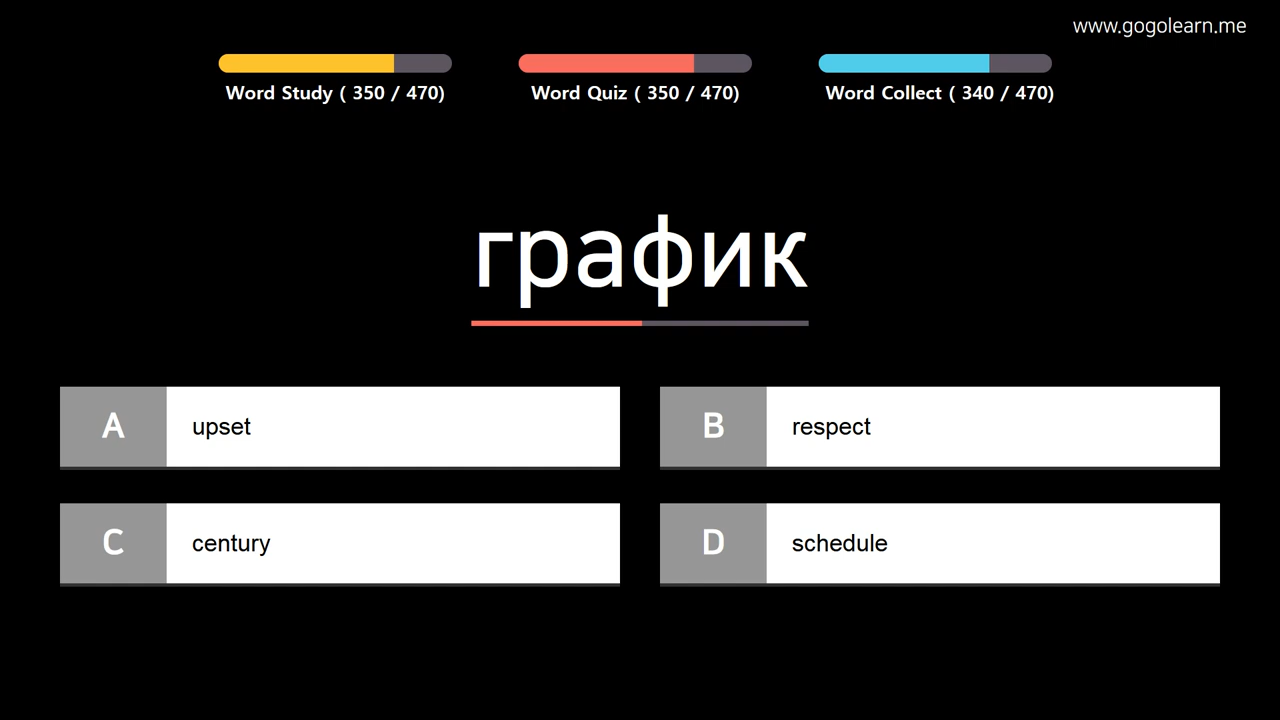 www.gogolearn.me
Word Study ( 350 / 470)
Word Quiz ( 350 / 470)
Word Collect ( 340 / 470)
график
A upset
B respect
C century
D schedule